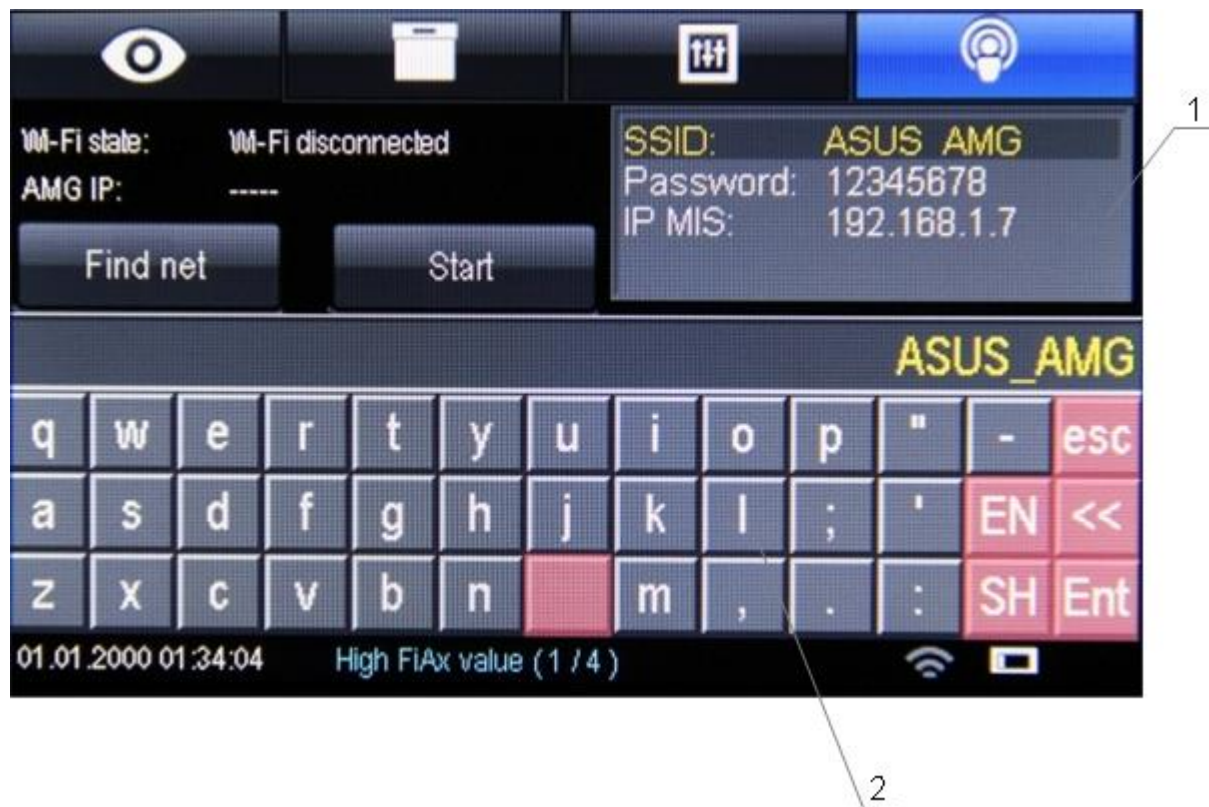 1
Wi-Fi state: Wi-Fi disconnected
AMG IP: -----
Find net Start
SSID: ASUS AMG
Password: 12345678
IP MIS: 192.168.1.7
ASUS_AMG
q w e r t y u i o p " - esc
a s d f g h j k l ; ' EN <<
z x c v b n m , . : SH Ent
01.01.2000 01:34:04 High FiAx value ( 1 / 4 )
2